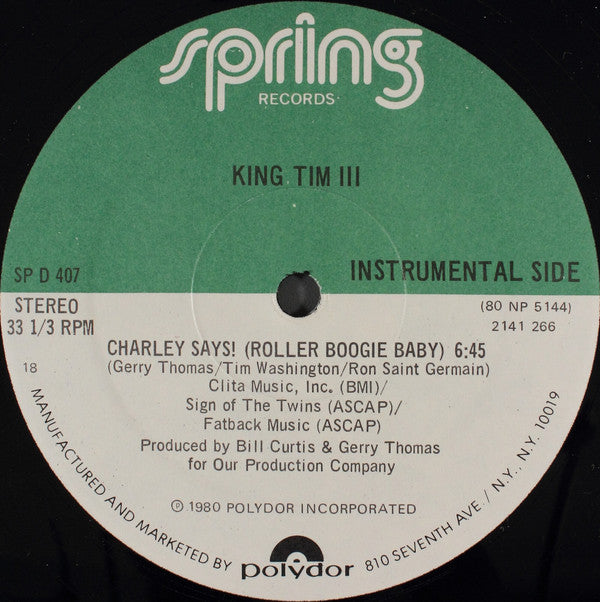 spring
RECORDS
KING TIM III
SP D 407
INSTRUMENTAL SIDE
STEREO
33 1/3 RPM
(80 NP 5144)
2141 266
CHARLEY SAYS! (ROLLER BOOGIE BABY) 6:45
(Gerry Thomas/Tim Washington/Ron Saint Germain)
18
Clita Music, Inc. (BMI)/
Sign of The Twins (ASCAP)/
Fatback Music (ASCAP)
Produced by Bill Curtis & Gerry Thomas
for Our Production Company
℗ 1980 POLYDOR INCORPORATED
MANUFACTURED AND MARKETED BY polydor 810 SEVENTH AVE. / N.Y., N.Y. 10019